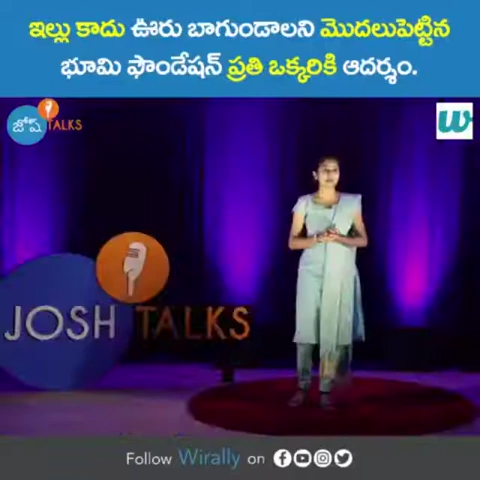 ఇల్లు కాదు ఊరు బాగుండాలని మొదలుపెట్టిన
భూమి ఫౌండేషన్ ప్రతి ఒక్కరికి ఆదర్శం.
జోష్ TALKS
W
JOSH TALKS
Follow Wirally on